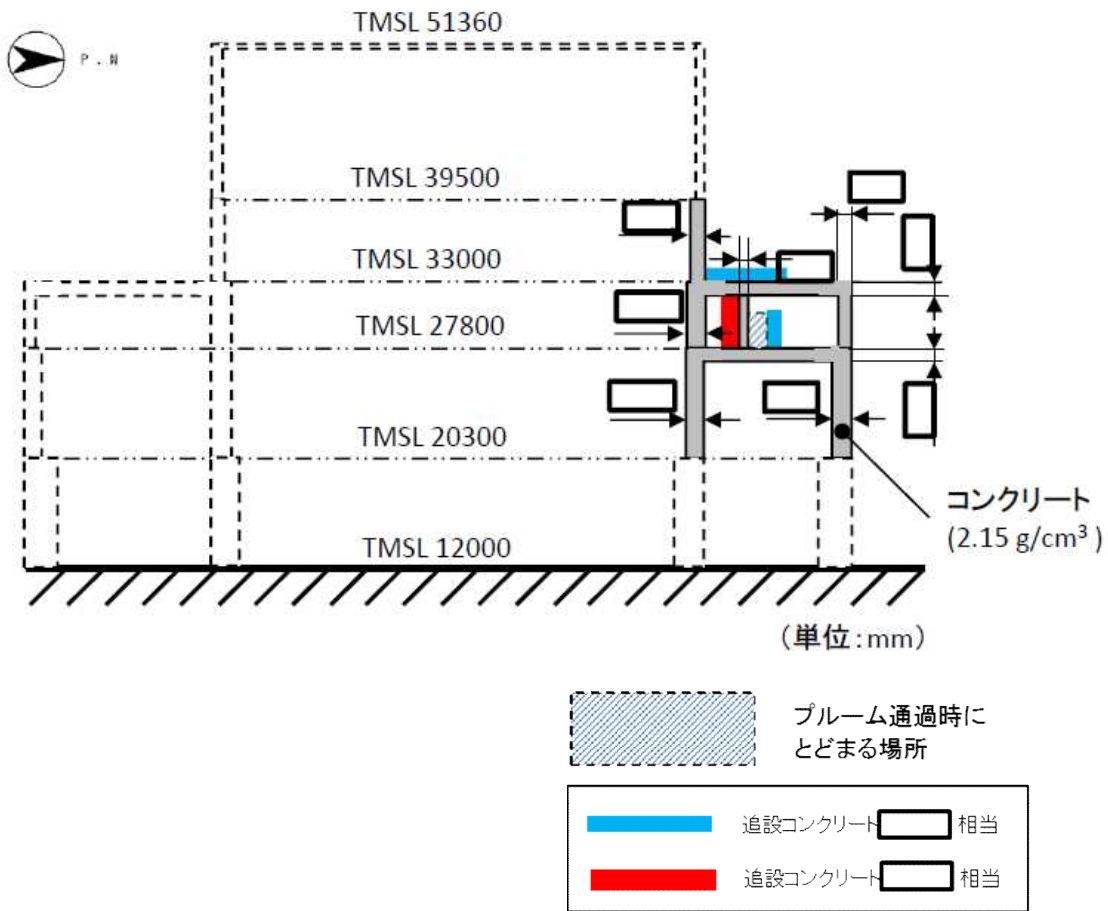 TMSL 51360
P.N
TMSL 39500
TMSL 33000
TMSL 27800
TMSL 20300
コンクリート
(2.15 g/cm³ )
TMSL 12000
（単位:mm）
プルーム通過時に
とどまる場所
追設コンクリート 相当
追設コンクリート 相当